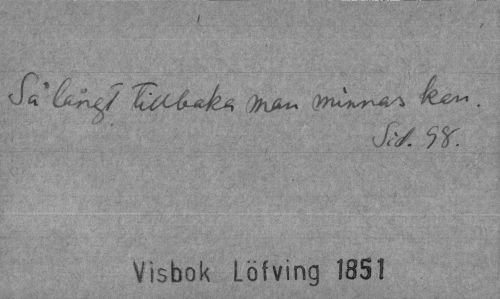 Så långt tillbaka man minnas kan.
Sid. 98.
Visbok Löfving 1851